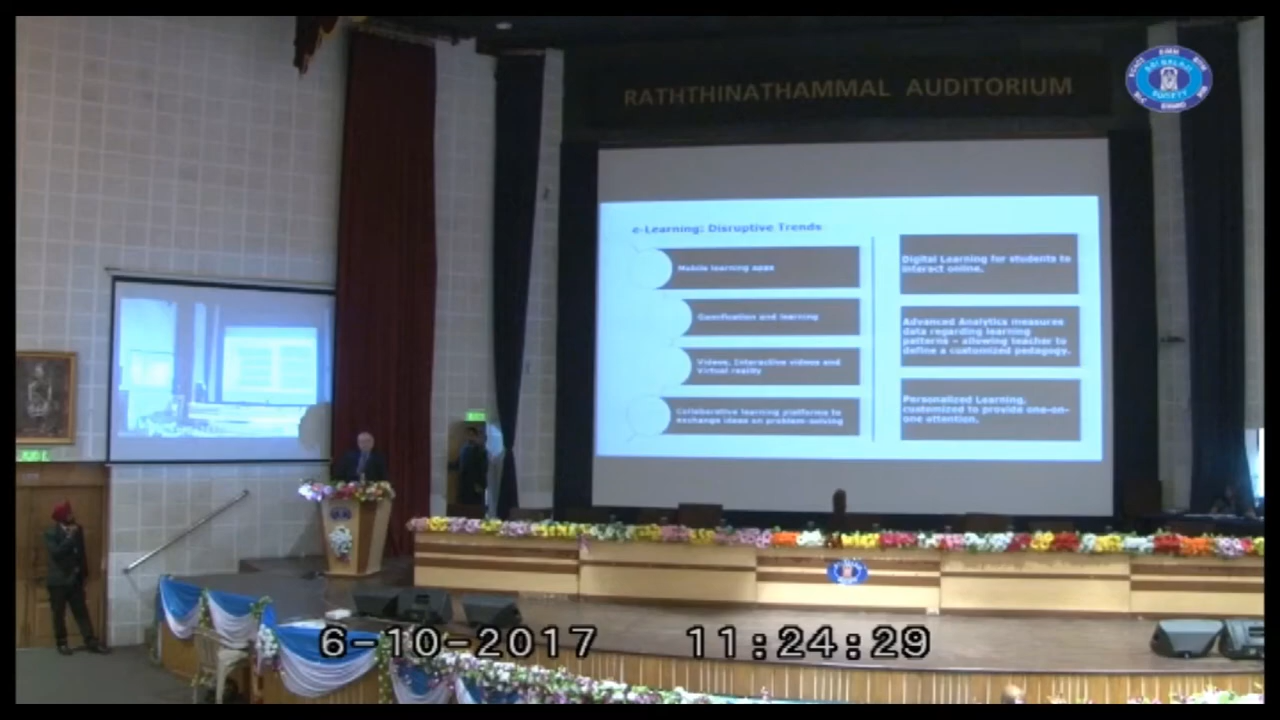 RATHTHINATHAMMAL AUDITORIUM
e-Learning: Disruptive Trends
Mobile learning apps
Gamification and learning
Videos, Interactive videos and
Virtual reality
Collaborative learning platforms to
exchange ideas on problem-solving
Digital Learning for students to
interact online.
Advanced Analytics measures
data regarding learning
patterns – allowing teacher to
define a customized pedagogy.
Personalized Learning,
customized to provide one-on-
one attention.
6-10-2017 11:24:29